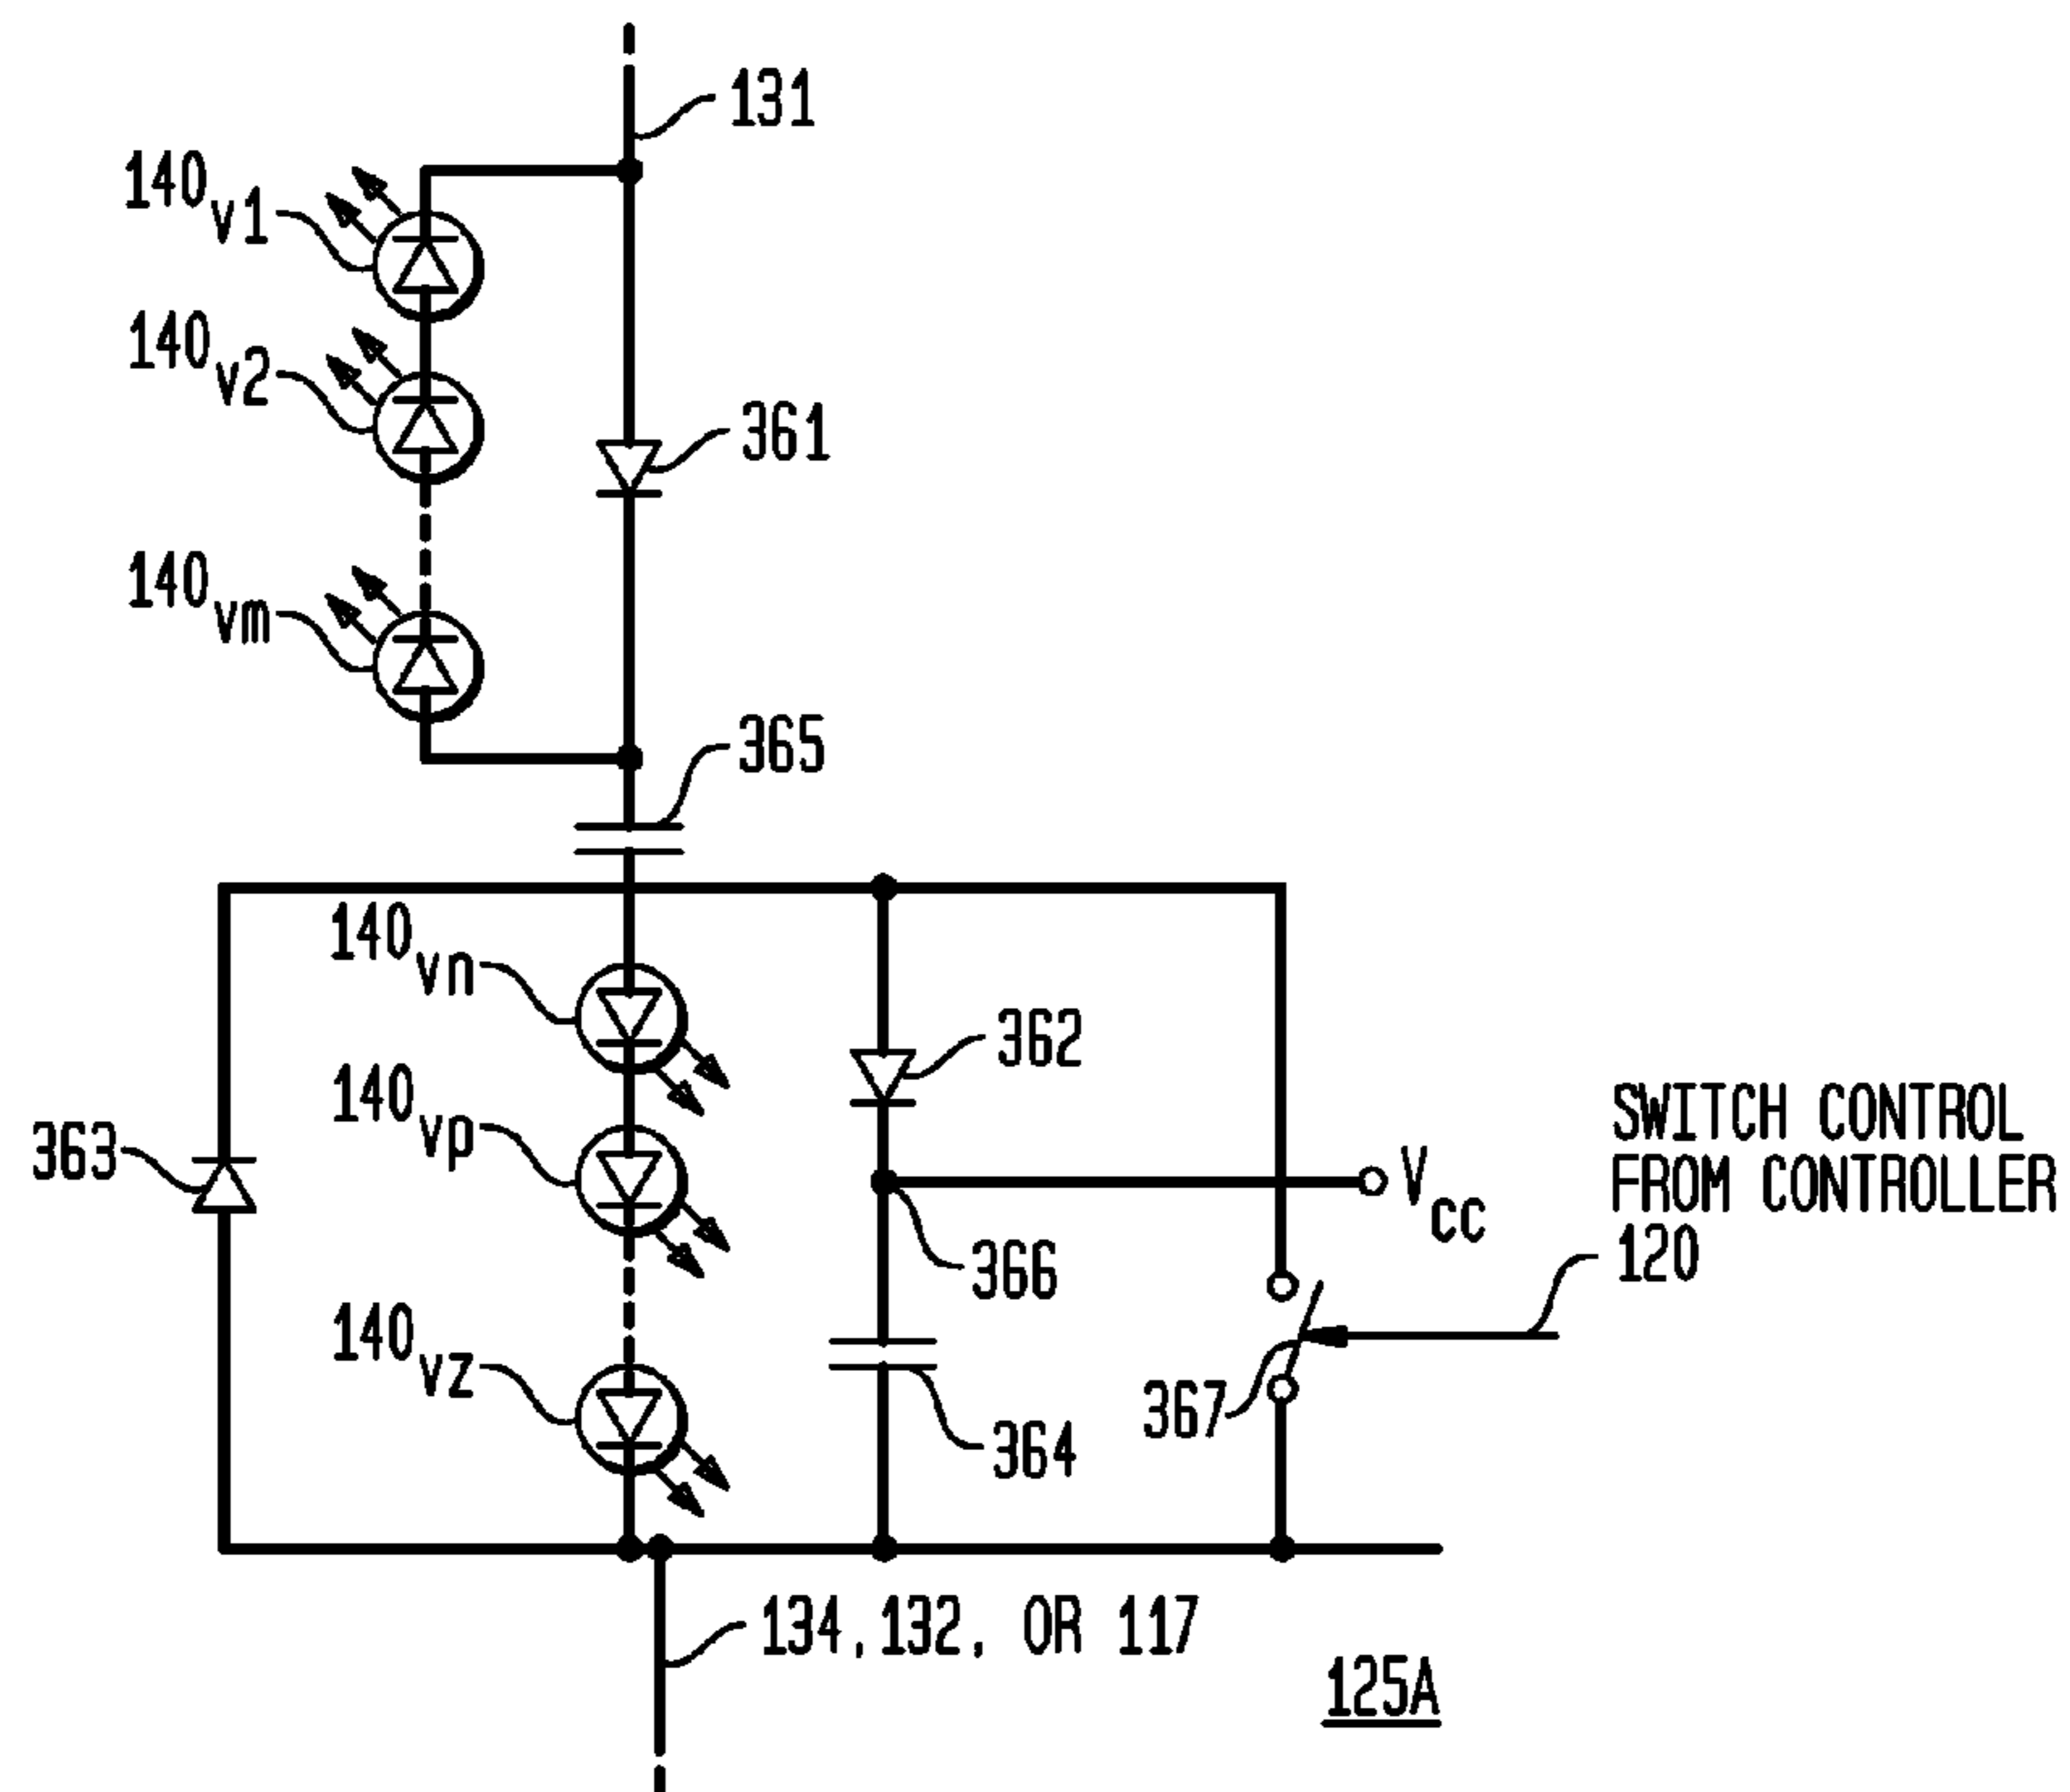 131
140v1
140v2
361
140vm
365
140vn
362
140vp
363
SWITCH CONTROL
FROM CONTROLLER
120
Vcc
366
140vz
367
364
134, 132, OR 117
125A